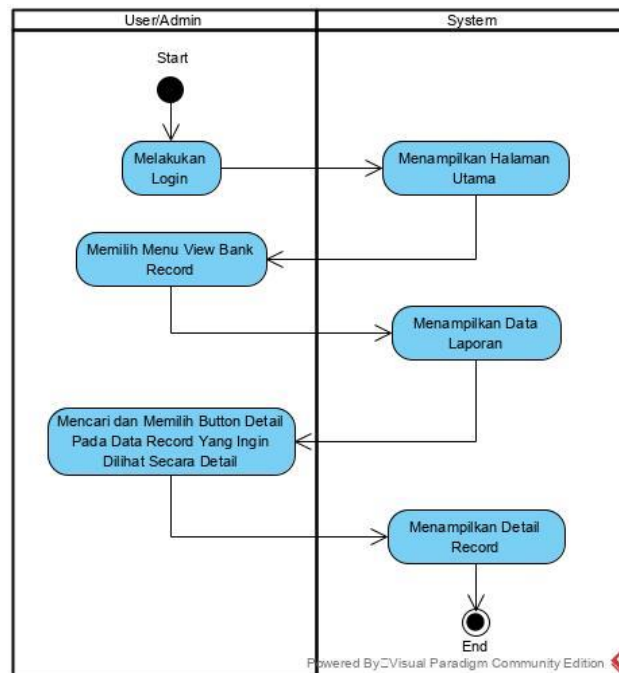 User/Admin
System
Start
Melakukan
Login
Menampilkan Halaman
Utama
Memilih Menu View Bank
Record
Menampilkan Data
Laporan
Mencari dan Memilih Button Detail
Pada Data Record Yang Ingin
Dilihat Secara Detail
Menampilkan Detail
Record
End
Powered By Visual Paradigm Community Edition